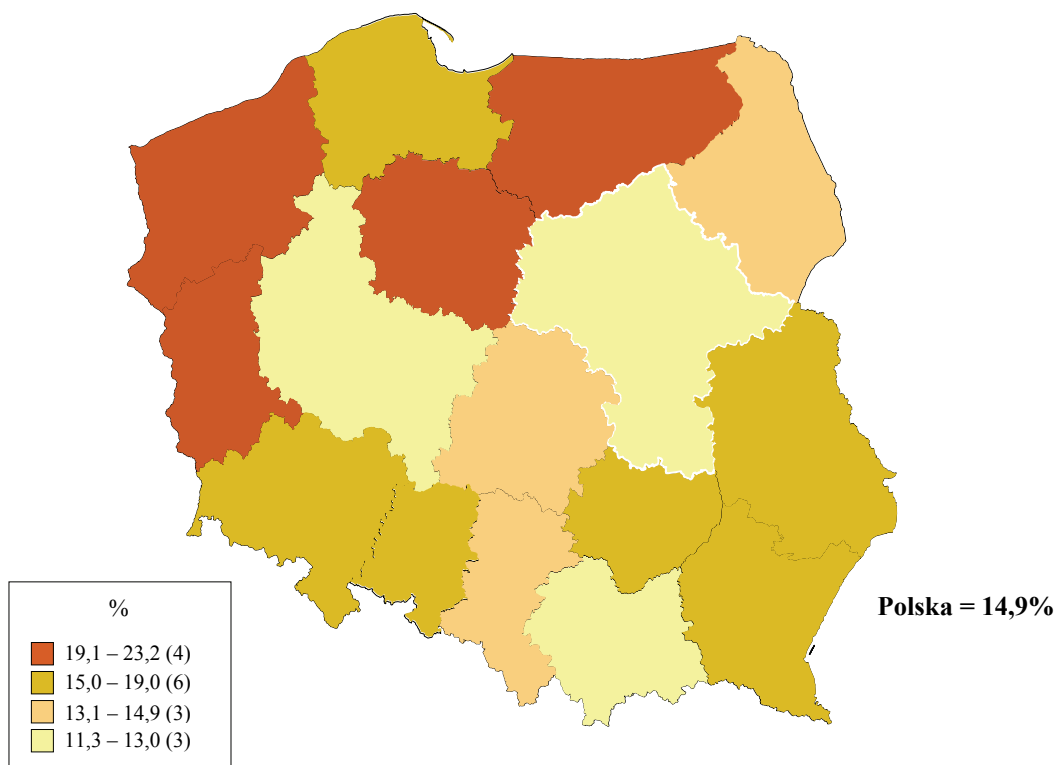 Polska = 14,9%
%
19,1 – 23,2 (4)
15,0 – 19,0 (6)
13,1 – 14,9 (3)
11,3 – 13,0 (3)